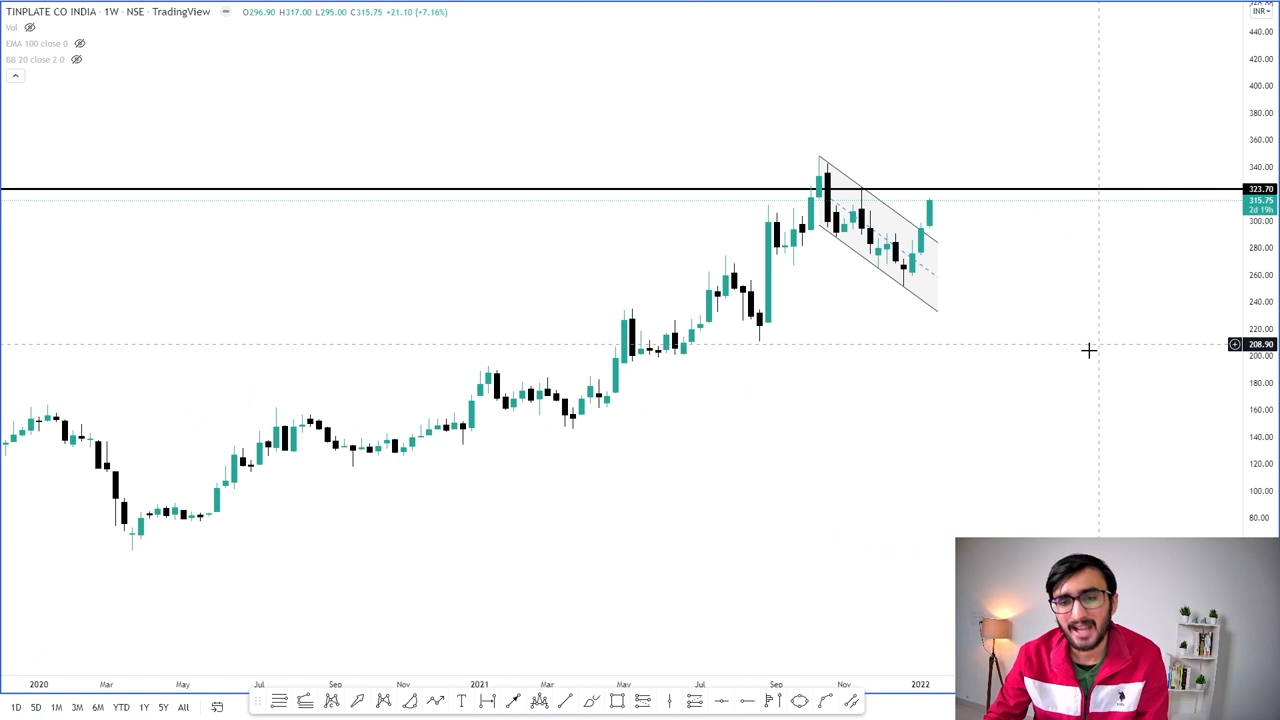 TINPLATE CO INDIA · 1W · NSE · TradingView O296.90 H317.00 L295.00 C315.75 +21.10 (+7.16%)
Vol
EMA 100 close 0
BB 20 close 2 0
INR
440.00
420.00
400.00
380.00
360.00
340.00
323.70
315.75
2d 19h
300.00
280.00
260.00
240.00
220.00
208.90
200.00
180.00
160.00
140.00
120.00
100.00
80.00
2020 Mar May Jul Sep Nov 2021 Mar May Jul Sep Nov 2022
1D 5D 1M 3M 6M YTD 1Y 5Y All